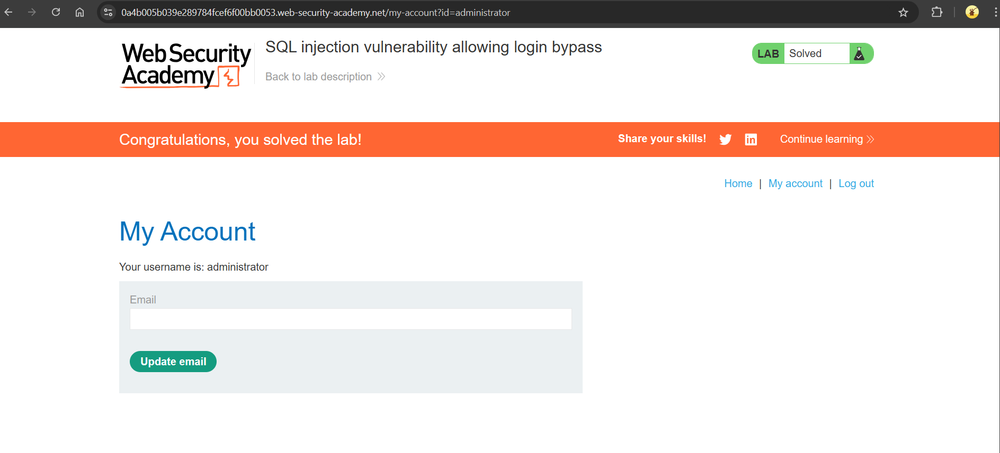 0a4b005b039e289784fcef6f00bb0053.web-security-academy.net/my-account?id=administrator
Web Security
Academy
SQL injection vulnerability allowing login bypass
Back to lab description
LAB Solved
Congratulations, you solved the lab!
Share your skills!
in
Continue learning
Home | My account | Log out
My Account
Your username is: administrator
Email
Update email